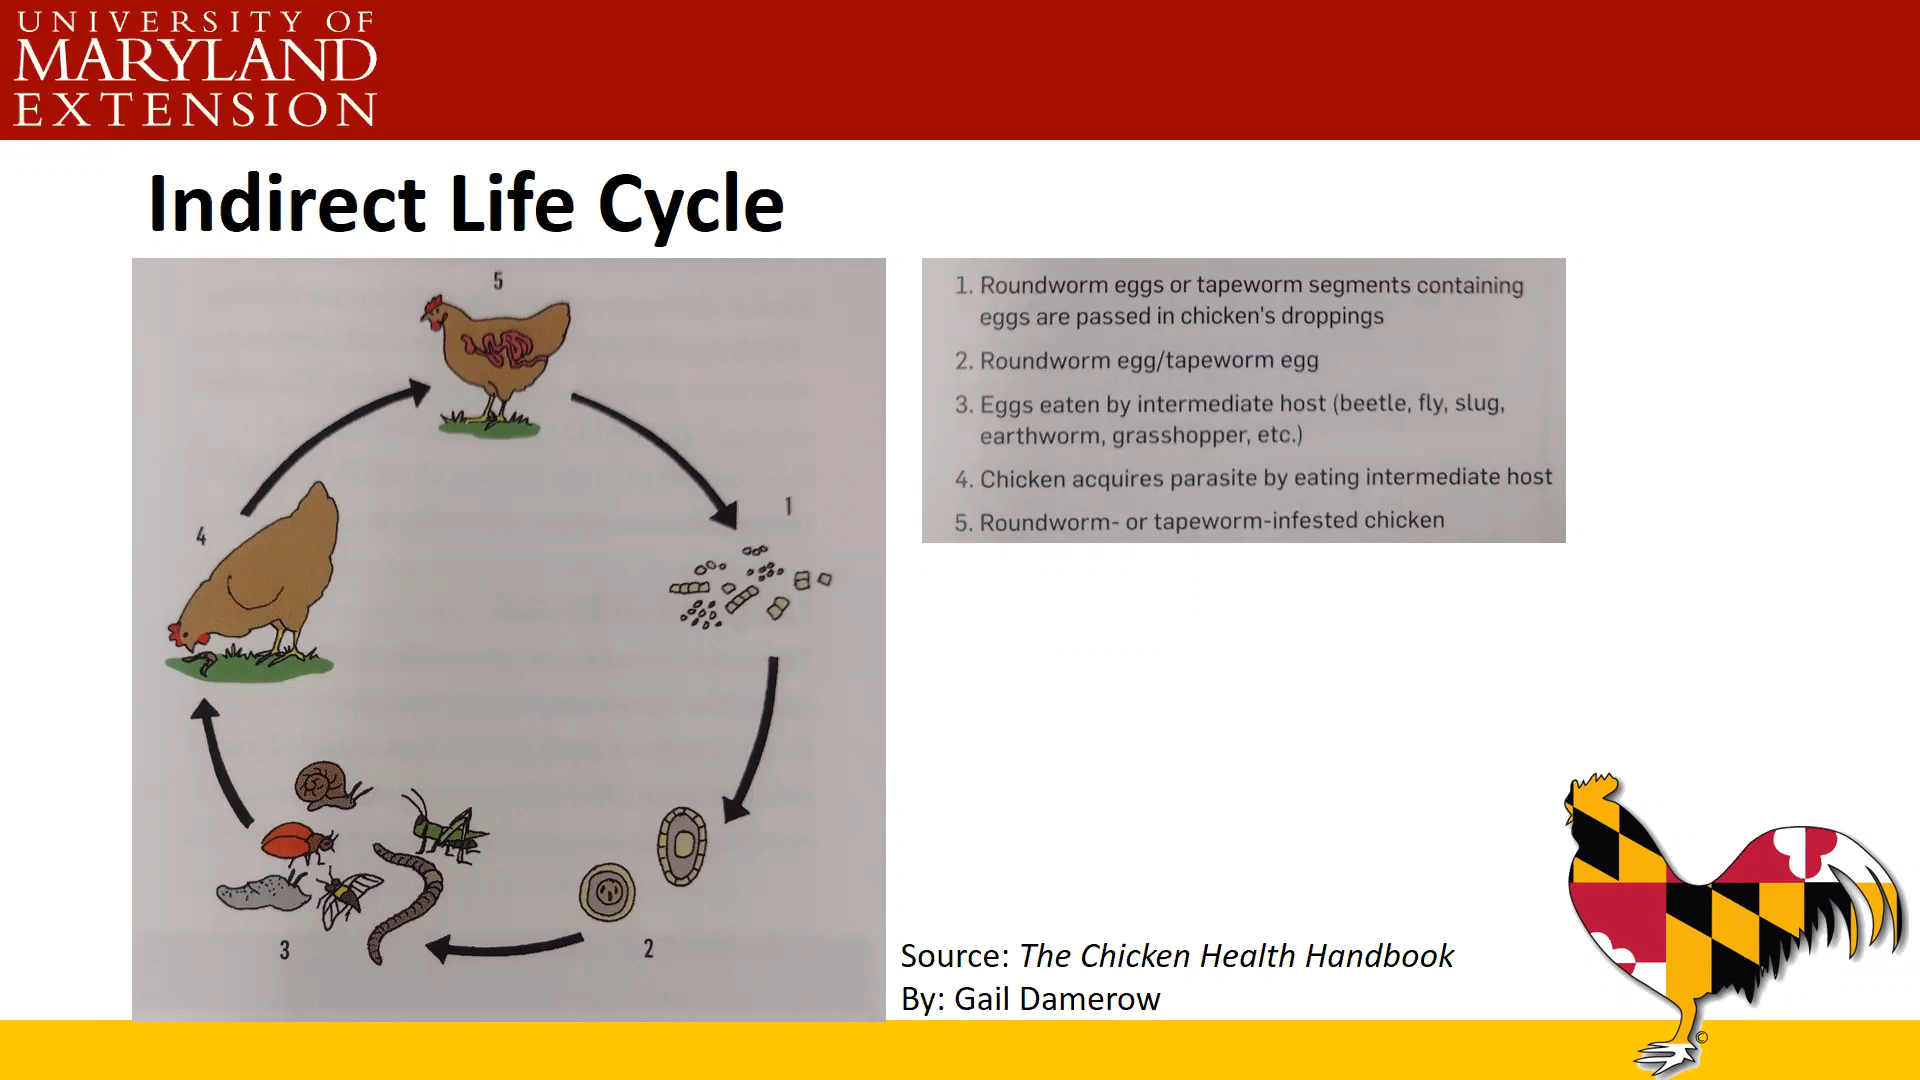 UNIVERSITY OF
MARYLAND
EXTENSION
Indirect Life Cycle
5
4
1
3
2
1. Roundworm eggs or tapeworm segments containing
eggs are passed in chicken's droppings
2. Roundworm egg/tapeworm egg
3. Eggs eaten by intermediate host (beetle, fly, slug,
earthworm, grasshopper, etc.)
4. Chicken acquires parasite by eating intermediate host
5. Roundworm- or tapeworm-infested chicken
Source: The Chicken Health Handbook
By: Gail Damerow
©